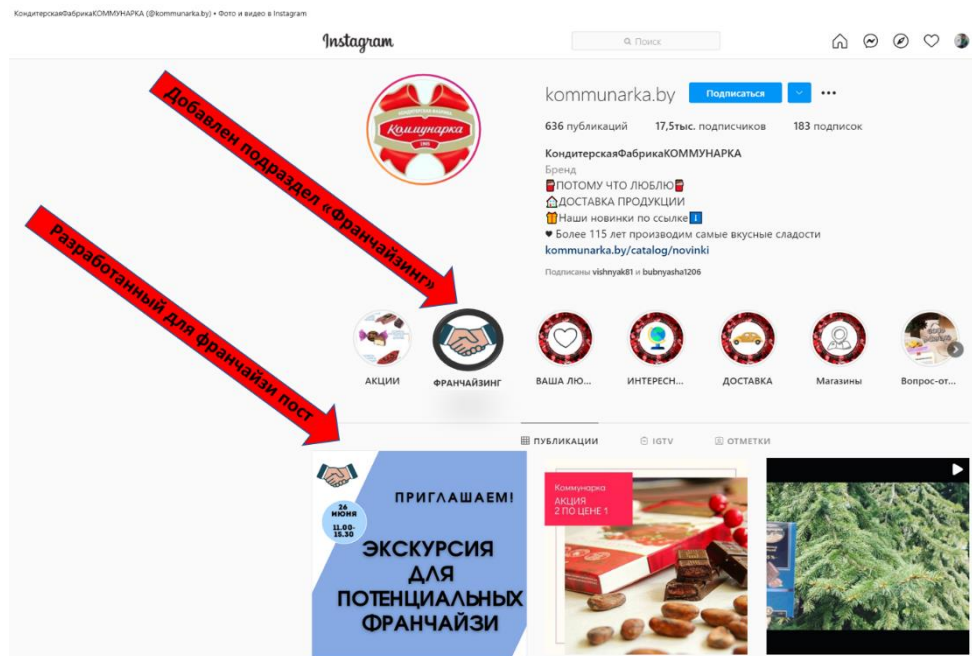 КондитерскаяФабрикаКОММУНАРКА (@kommunarka.by) • Фото и видео в Instagram
Instagram
Поиск
Добавлен подраздел «Франчайзинг»
Разработанный для франчайзи пост
КОНДИТЕРСКАЯ ФАБРИКА
Коммунарка
1905
kommunarka.by
Подписаться
636 публикаций 17,5тыс. подписчиков 183 подписок
КондитерскаяФабрикаКОММУНАРКА
Бренд
ПОТОМУ ЧТО ЛЮБЛЮ
ДОСТАВКА ПРОДУКЦИИ
Наши новинки по ссылке
Более 115 лет производим самые вкусные сладости
kommunarka.by/catalog/novinki
Подписаны vishnyak81 и bubnyasha1206
АКЦИИ
ФРАНЧАЙЗИНГ
ВАША ЛЮ...
ИНТЕРЕСН...
ДОСТАВКА
Магазины
Вопрос-от...
ПУБЛИКАЦИИ
IGTV
ОТМЕТКИ
ПРИГЛАШАЕМ!
26
ИЮНЯ
11.00-
15.30
ЭКСКУРСИЯ
ДЛЯ
ПОТЕНЦИАЛЬНЫХ
ФРАНЧАЙЗИ
Коммунарка
АКЦИЯ
2 ПО ЦЕНЕ 1